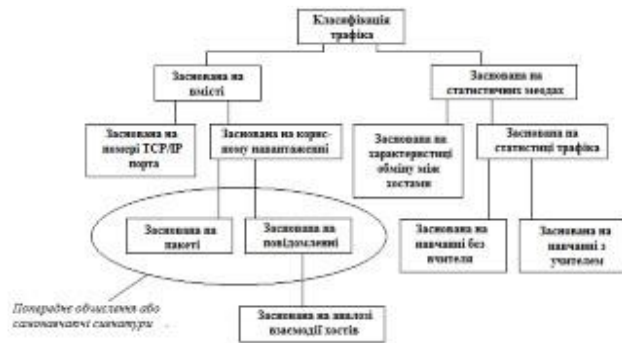 Класифікація
трафіка
Заснована на
вмісті
Заснована на
статистичних меодах
Заснована на
номері TCP/IP
порта
Заснована на корис-
ному навантаженні
Заснована на
характеристиці
обміну між
хостами
Заснована на
статистиці трафіка
Заснована на
пакеті
Заснована на
повідомленні
Заснована на
навчанні без
вчителя
Заснована на
навчанні з
учителем
Попереднє обчислення або
самонавчаючі сигнатури .
Заснована на аналозі
взаємодії хостів